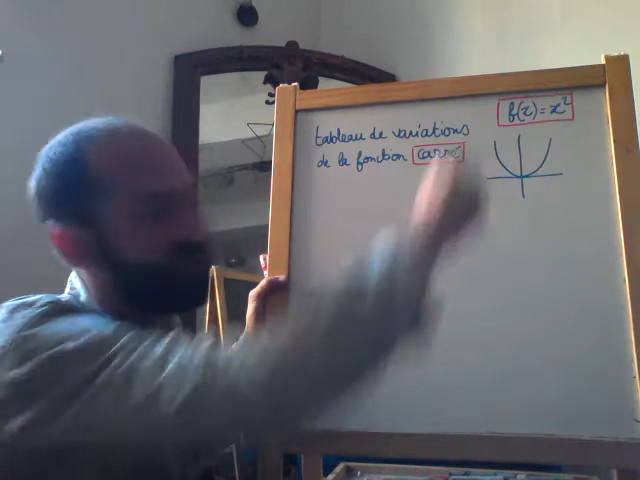 f(x) = x²
tableau de variations
de la fonction carré